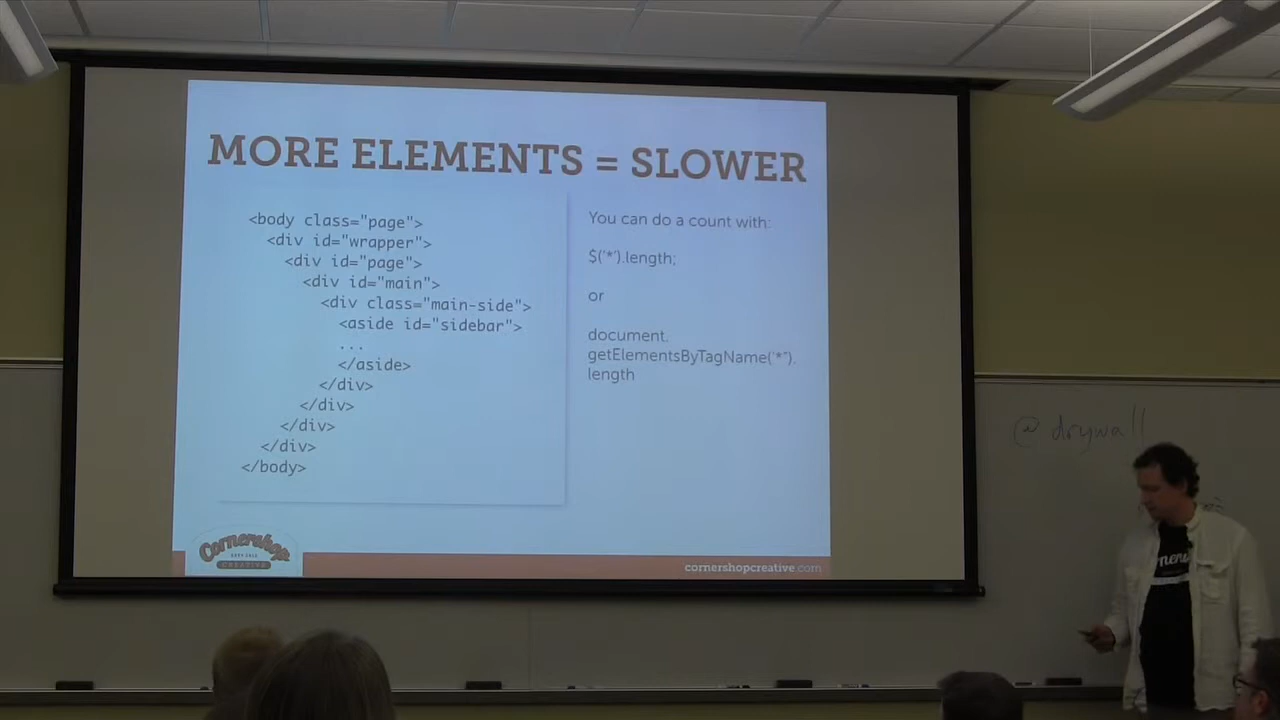 MORE ELEMENTS = SLOWER
<body class="page">
<div id="wrapper">
<div id="page">
<div id="main">
<div class="main-side">
<aside id="sidebar">
...
</aside>
</div>
</div>
</div>
</div>
</body>
You can do a count with:
$('*').length;
or
document.
getElementsByTagName('*").
length
Cornershop
CREATIVE
cornershopcreative.com
@drywall